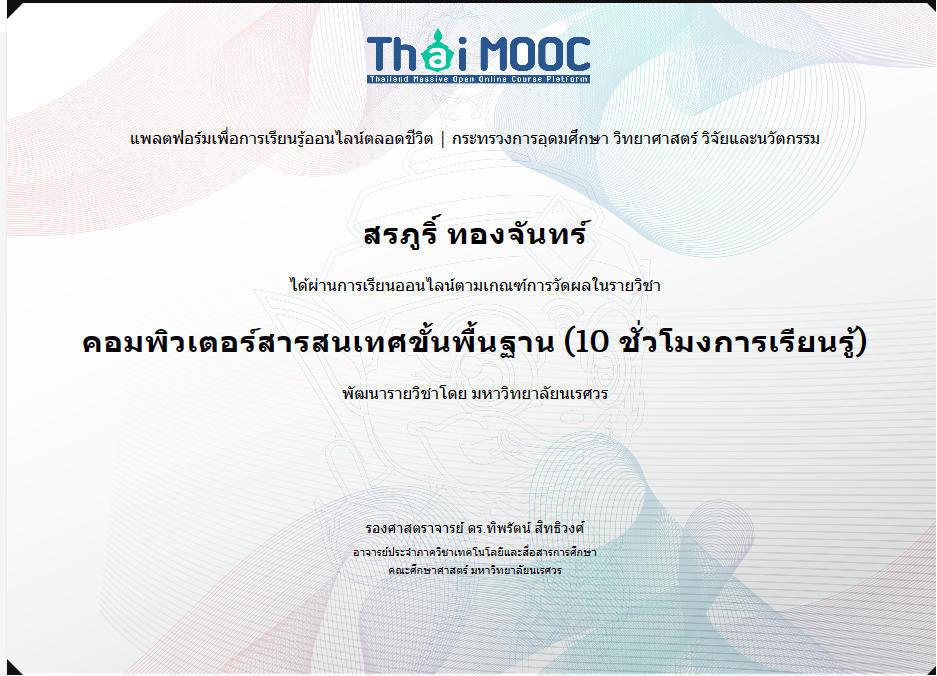 Thai MOOC
Thailand Massive Open Online Course Platform
แพลตฟอร์มเพื่อการเรียนรู้ออนไลน์ตลอดชีวิต | กระทรวงการอุดมศึกษา วิทยาศาสตร์ วิจัยและนวัตกรรม
สรภูริ์ ทองจันทร์
ได้ผ่านการเรียนออนไลน์ตามเกณฑ์การวัดผลในรายวิชา
คอมพิวเตอร์สารสนเทศขั้นพื้นฐาน (10 ชั่วโมงการเรียนรู้)
พัฒนารายวิชาโดย มหาวิทยาลัยนเรศวร
รองศาสตราจารย์ ดร.ทิพรัตน์ สิทธิวงศ์
อาจารย์ประจำภาควิชาเทคโนโลยีและสื่อสารการศึกษา
คณะศึกษาศาสตร์ มหาวิทยาลัยนเรศวร